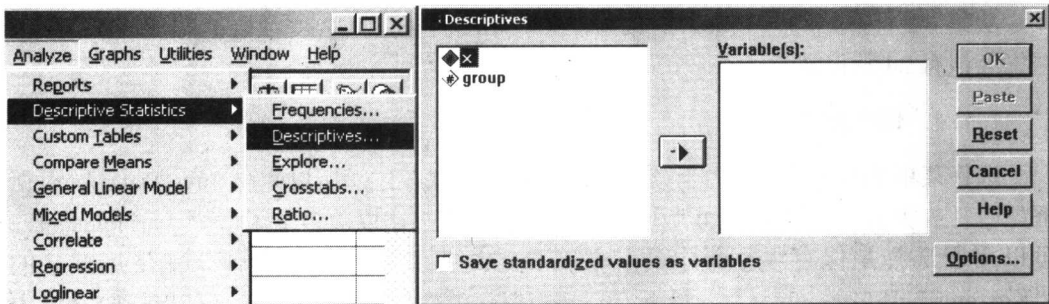 Analyze Graphs Utilities Window Help
Reports
Descriptive Statistics
Custom Tables
Compare Means
General Linear Model
Mixed Models
Correlate
Regression
Loglinear
Frequencies...
Descriptives...
Explore...
Crosstabs...
Ratio...
Descriptives
x
group
Variable(s):
OK
Paste
Reset
Cancel
Help
Options...
Save standardized values as variables